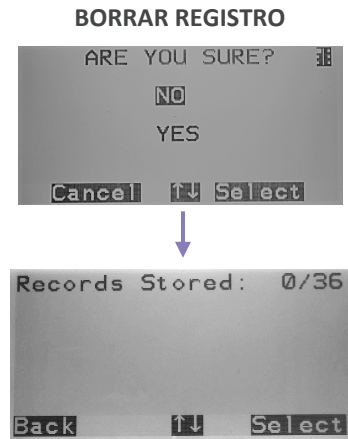 BORRAR REGISTRO
ARE YOU SURE?
NO
YES
Cancel ↑↓ Select
Records Stored: 0/36
Back ↑↓ Select